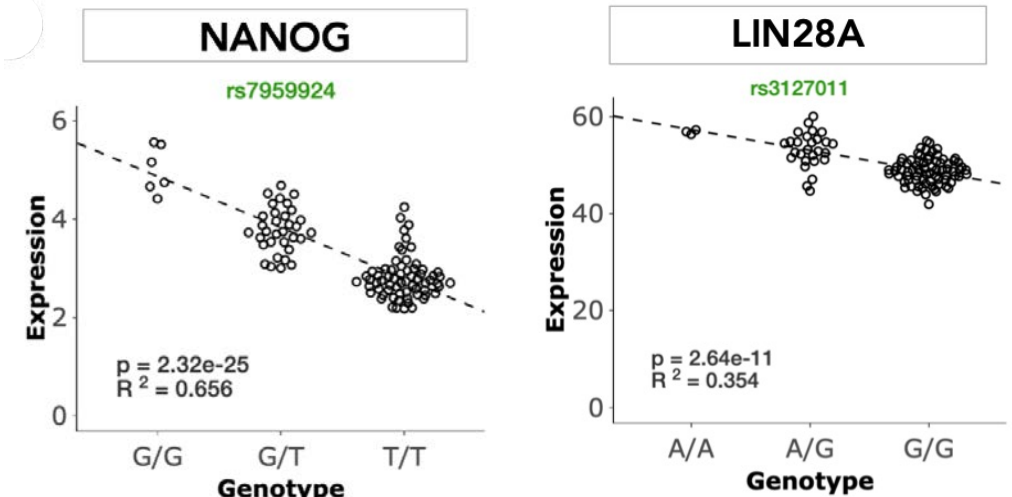 NANOG
rs7959924
6
4
2
0
Expression
p = 2.32e-25
R ² = 0.656
G/G G/T T/T
Genotype
LIN28A
rs3127011
60
40
20
0
Expression
p = 2.64e-11
R ² = 0.354
A/A A/G G/G
Genotype